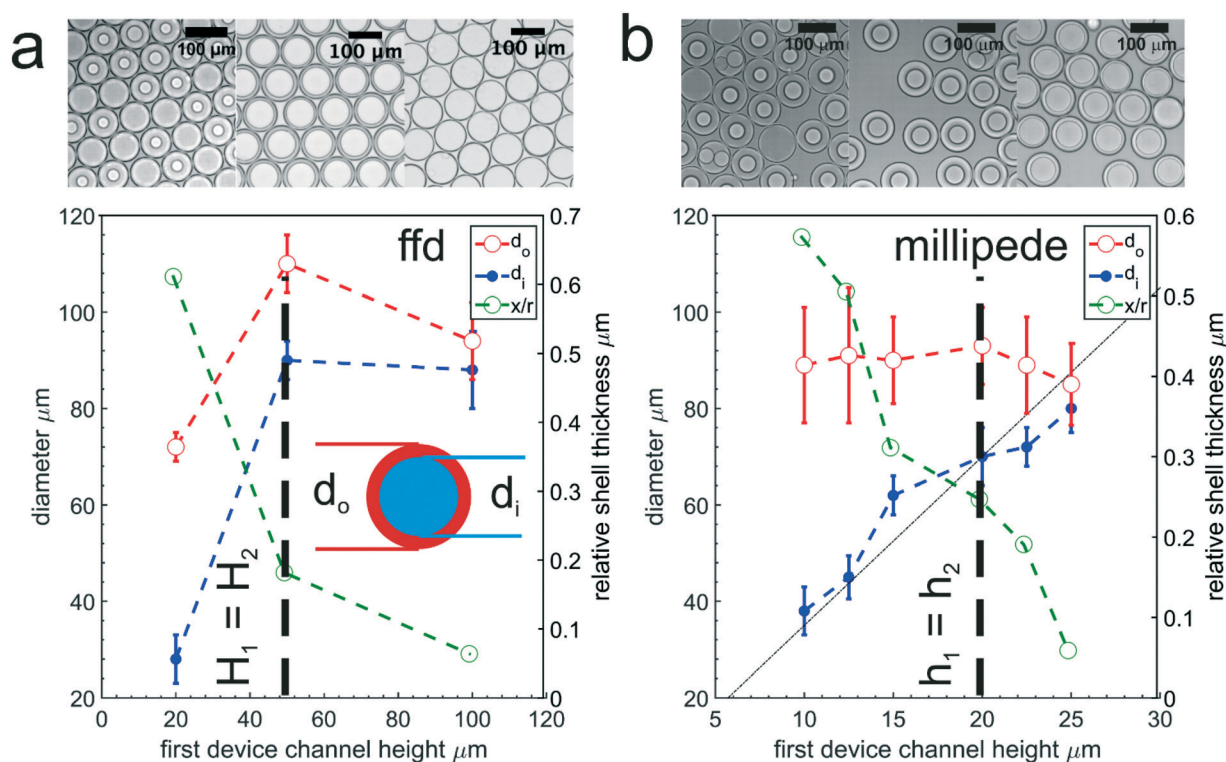 a
100 μm
100 μm
100 μm
b
100 μm
100 μm
100 μm
120
100
80
60
40
20
diameter μm
0
20
40
60
80
100
120
first device channel height μm
0.7
0.6
0.5
0.4
0.3
0.2
0.1
0
relative shell thickness μm
ffd
d_o
d_i
x/r
d_o
d_i
H_1 = H_2
120
100
80
60
40
20
diameter μm
5
10
15
20
25
30
first device channel height μm
0.6
0.5
0.4
0.3
0.2
0.1
0
relative shell thickness μm
millipede
d_o
d_i
x/r
h_1 = h_2